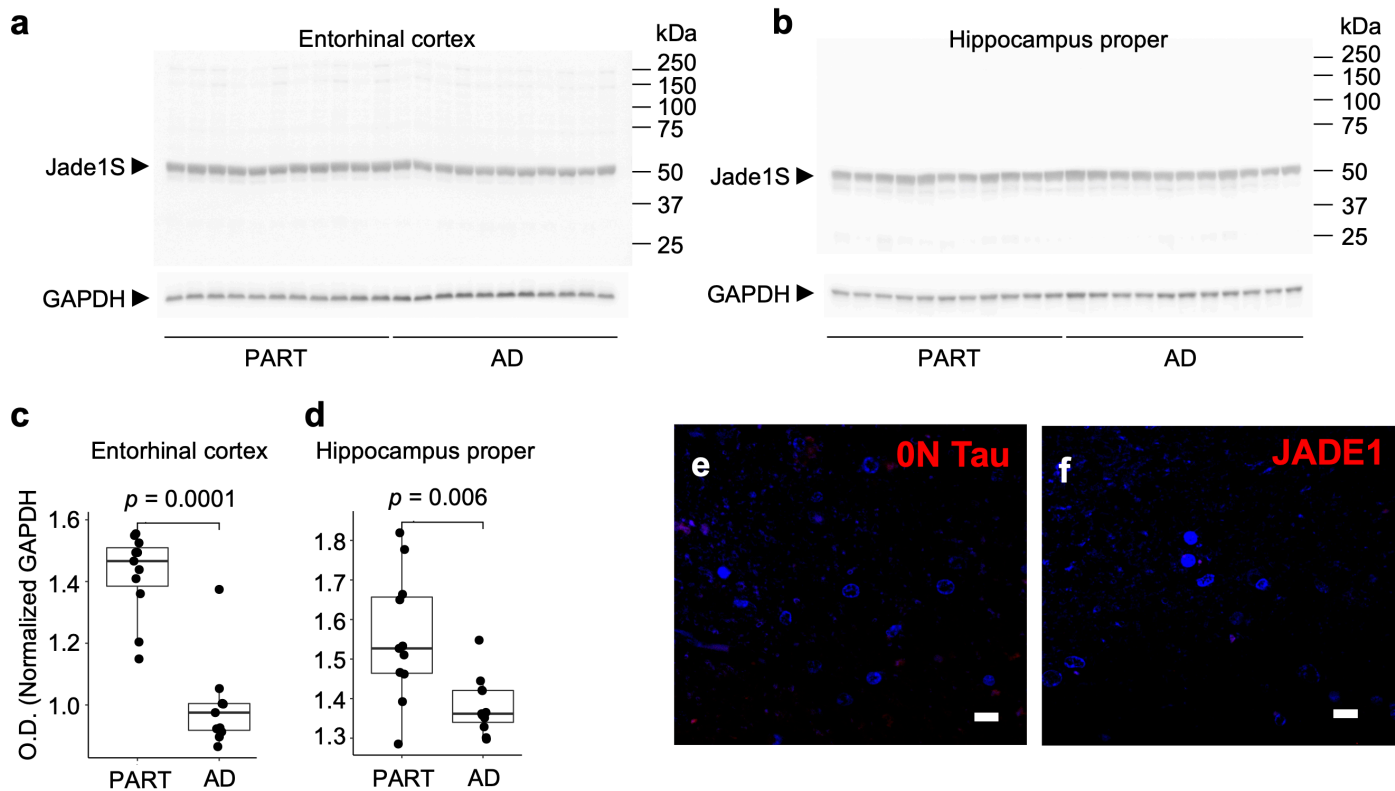 a
Entorhinal cortex
kDa
250
150
100
75
Jade1S
50
37
25
GAPDH
PART
AD
b
Hippocampus proper
kDa
250
150
100
75
Jade1S
50
37
25
GAPDH
PART
AD
c
Entorhinal cortex
p = 0.0001
O.D. (Normalized GAPDH)
1.6
1.4
1.2
1.0
PART
AD
d
Hippocampus proper
p = 0.006
1.8
1.7
1.6
1.5
1.4
1.3
PART
AD
e
0N Tau
f
JADE1